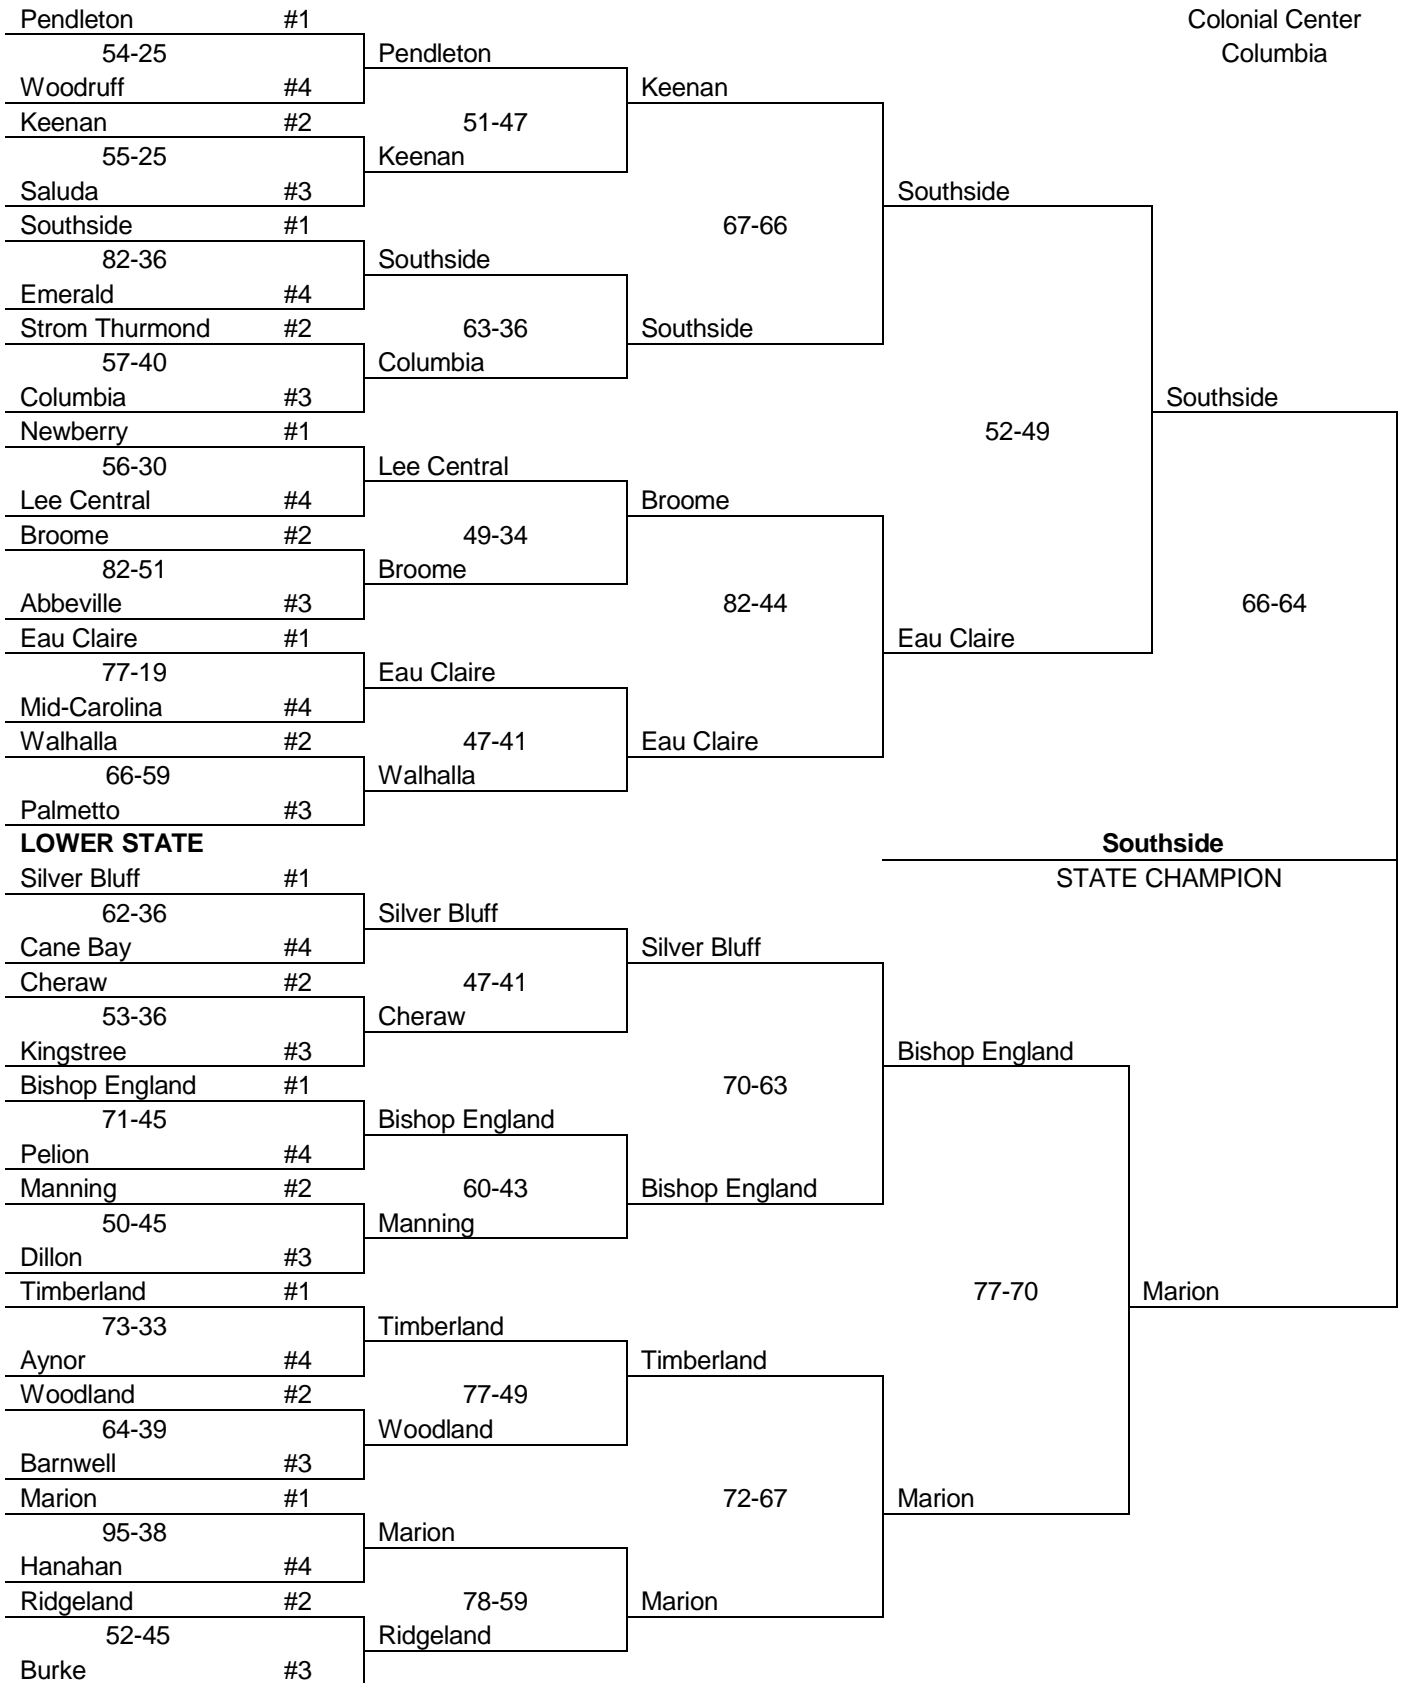 Pendleton #1 Colonial Center
54-25 Pendleton Columbia
Woodruff #4 Keenan
Keenan #2 51-47
55-25 Keenan
Saluda #3 Southside
Southside #1 67-66
82-36 Southside
Emerald #4
Strom Thurmond #2 63-36 Southside
57-40 Columbia
Columbia #3 Southside
Newberry #1 52-49
56-30 Lee Central
Lee Central #4 Broome
Broome #2 49-34
82-51 Broome
Abbeville #3 82-44 66-64
Eau Claire #1 Eau Claire
77-19 Eau Claire
Mid-Carolina #4
Walhalla #2 47-41 Eau Claire
66-59 Walhalla
Palmetto #3
LOWER STATE Southside
Silver Bluff #1 STATE CHAMPION
62-36 Silver Bluff
Cane Bay #4 Silver Bluff
Cheraw #2 47-41
53-36 Cheraw
Kingstree #3 Bishop England
Bishop England #1 70-63
71-45 Bishop England
Pelion #4
Manning #2 60-43 Bishop England
50-45 Manning
Dillon #3
Timberland #1 77-70 Marion
73-33 Timberland
Aynor #4 Timberland
Woodland #2 77-49
64-39 Woodland
Barnwell #3
Marion #1 72-67 Marion
95-38 Marion
Hanahan #4
Ridgeland #2 78-59 Marion
52-45 Ridgeland
Burke #3